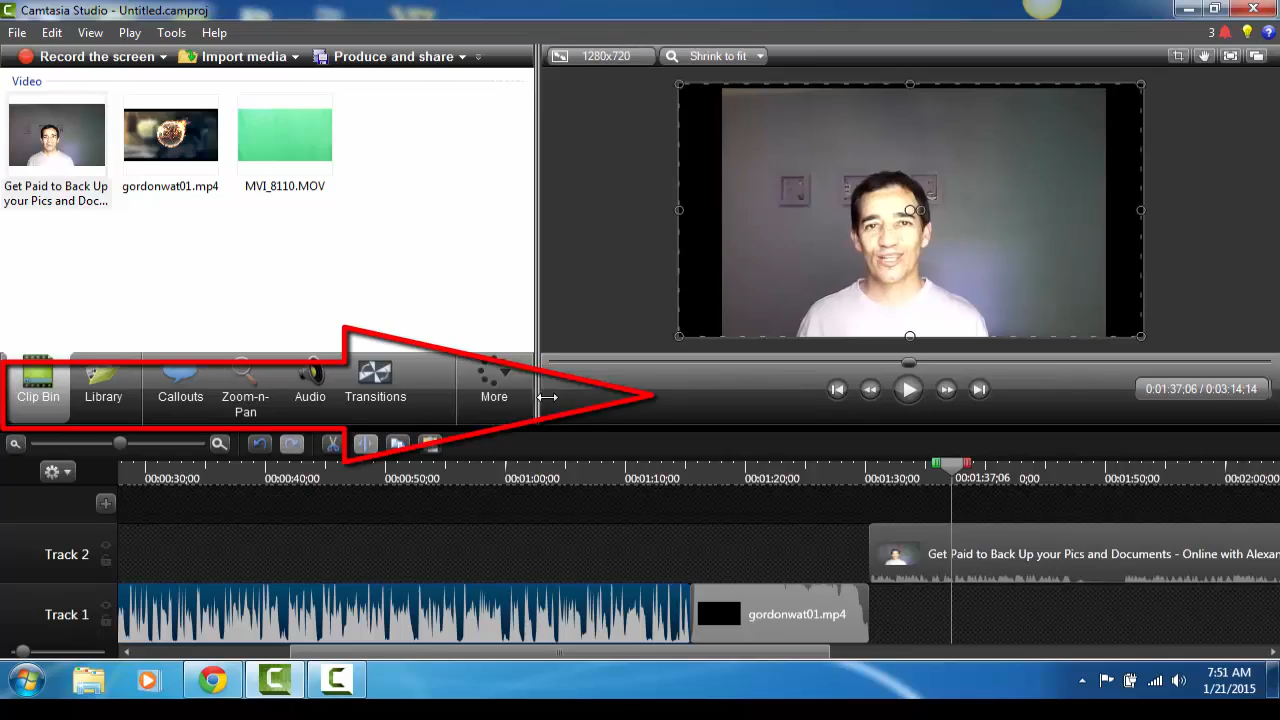 Camtasia Studio - Untitled.camproj
File Edit View Play Tools Help
3
Record the screen Import media Produce and share
1280x720 Shrink to fit
Video
Get Paid to Back Up
your Pics and Doc...
gordonwat01.mp4
MVI_8110.MOV
Clip Bin Library Callouts Zoom-n-
Pan Audio Transitions More
0:01:37;06 / 0:03:14;14
00:00:30;00 00:00:40;00 00:00:50;00 00:01:00;00 00:01:10;00 00:01:20;00 00:01:30;00 00:01:37;06 0;00 00:01:50;00 00:02:00;00
Track 2
Get Paid to Back Up your Pics and Documents - Online with Alexan
Track 1
gordonwat01.mp4
7:51 AM
1/21/2015